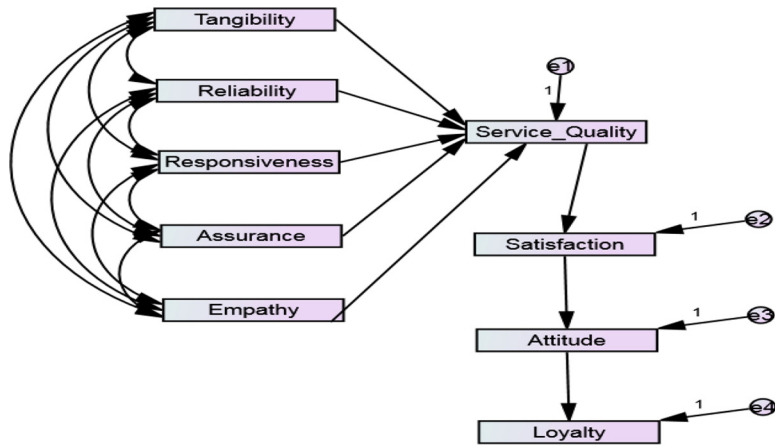 Tangibility
Reliability
Responsiveness
Assurance
Empathy
e1
1
Service_Quality
1
e2
Satisfaction
1
e3
Attitude
1
e4
Loyalty